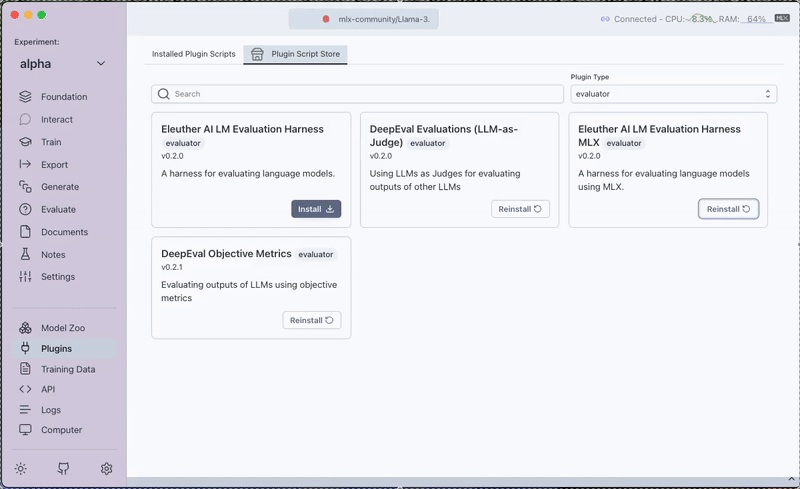 mlx-community/Llama-3.
Connected - CPU: 8.3%, RAM: 64% MLX
Experiment:
alpha
Foundation
Interact
Train
Export
Generate
Evaluate
Documents
Notes
Settings
Model Zoo
Plugins
Training Data
API
Logs
Computer
Installed Plugin Scripts
Plugin Script Store
Search
Plugin Type
evaluator
Eleuther AI LM Evaluation Harness
evaluator
v0.2.0
A harness for evaluating language models.
Install
DeepEval Evaluations (LLM-as-
Judge) evaluator
v0.2.0
Using LLMs as Judges for evaluating
outputs of other LLMs
Reinstall
Eleuther AI LM Evaluation Harness
MLX evaluator
v0.2.0
A harness for evaluating language models
using MLX.
Reinstall
DeepEval Objective Metrics evaluator
v0.2.1
Evaluating outputs of LLMs using objective
metrics
Reinstall